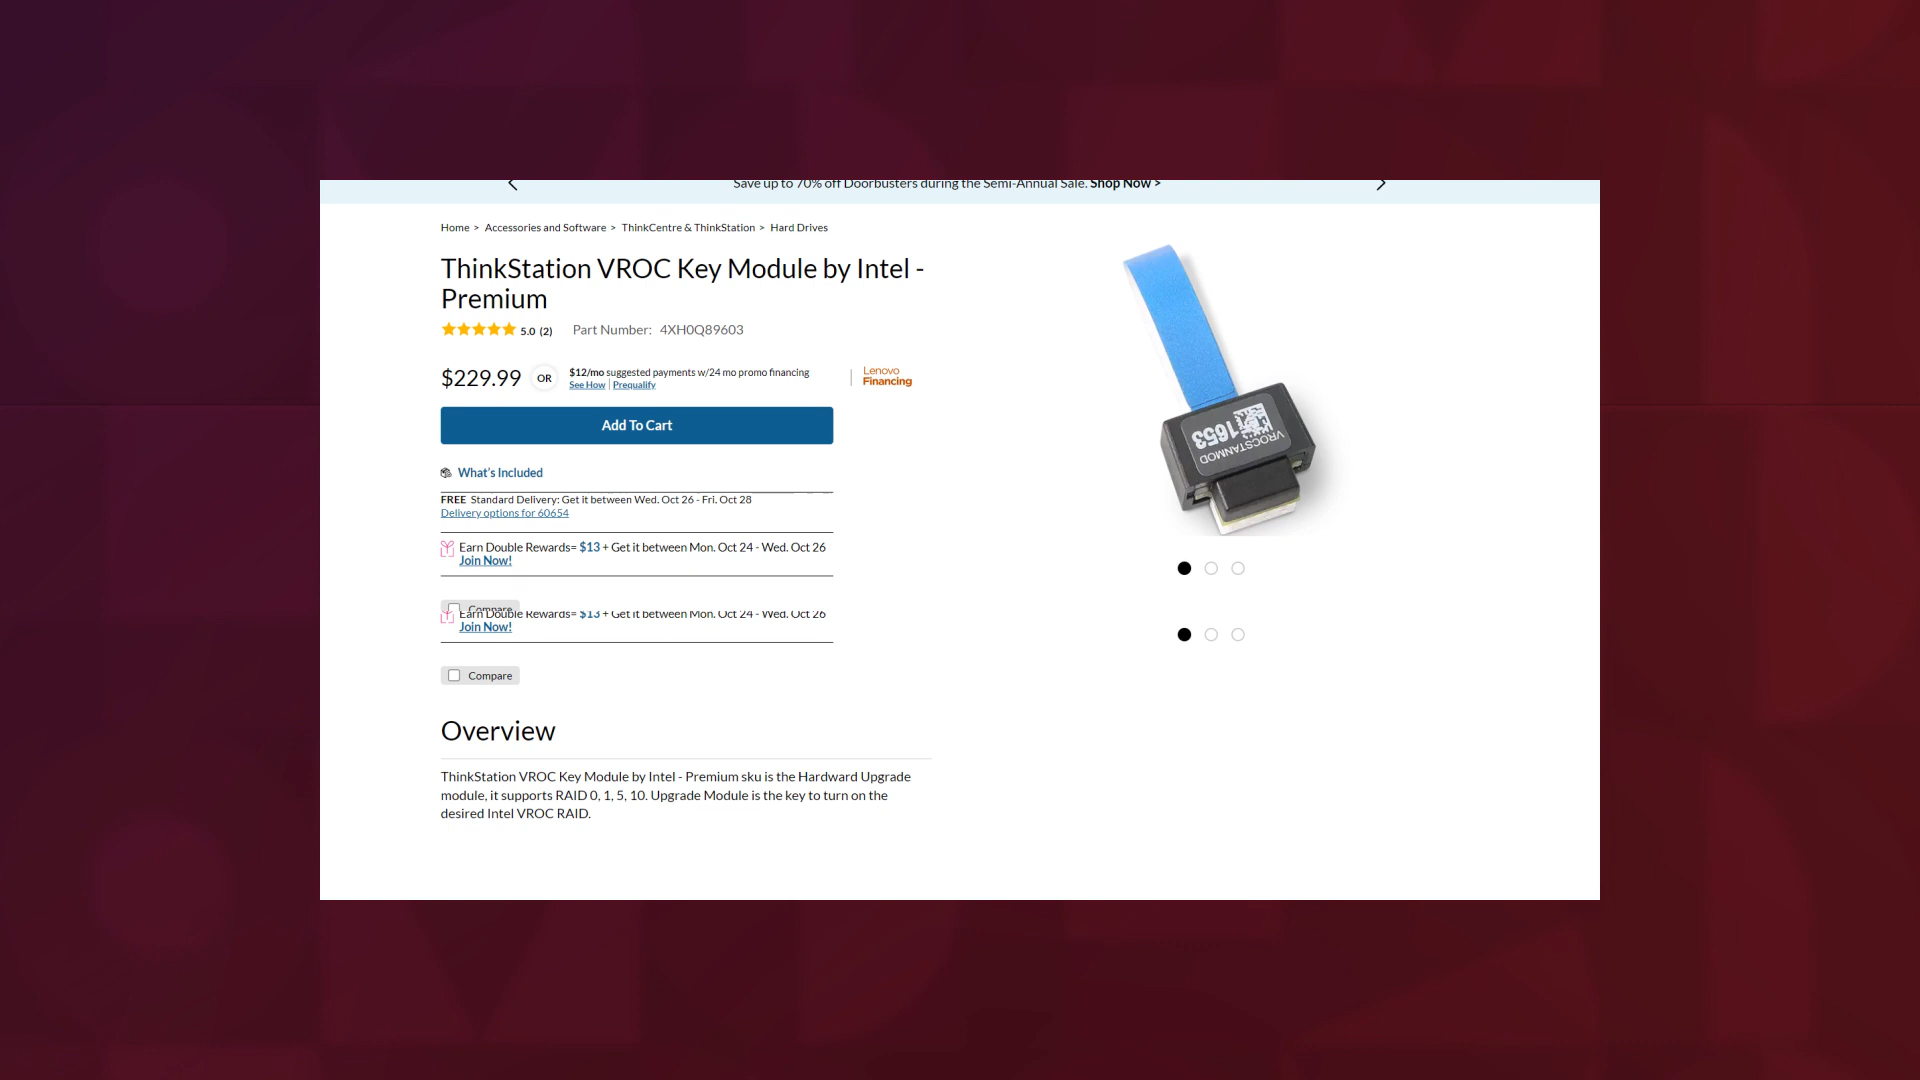 Save up to 70% off Doorbusters during the Semi-Annual Sale. Shop Now >
Home > Accessories and Software > ThinkCentre & ThinkStation > Hard Drives
ThinkStation VROC Key Module by Intel -
Premium
5.0 (2) Part Number: 4XH0Q89603
$229.99 OR $12/mo suggested payments w/24 mo promo financing
See How | Prequalify
Lenovo
Financing
Add To Cart
What's Included
FREE Standard Delivery: Get it between Wed. Oct 26 - Fri. Oct 28
Delivery options for 60654
Earn Double Rewards= $13 + Get it between Mon. Oct 24 - Wed. Oct 26
Join Now!
Compare
Earn Double Rewards= $13 + Get it between Mon. Oct 24 - Wed. Oct 26
Join Now!
Compare
Overview
ThinkStation VROC Key Module by Intel - Premium sku is the Hardward Upgrade
module, it supports RAID 0, 1, 5, 10. Upgrade Module is the key to turn on the
desired Intel VROC RAID.
VROCSTANMOD
1653